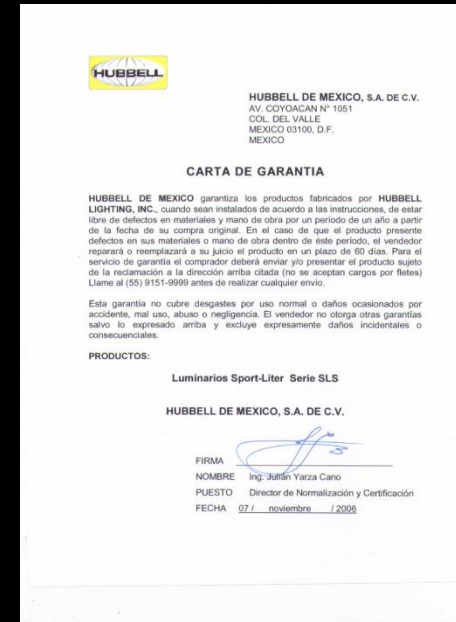 HUBBELL
HUBBELL DE MEXICO, S.A. DE C.V.
AV. COYOACAN N° 1051
COL. DEL VALLE
MEXICO 03100, D.F.
MEXICO
CARTA DE GARANTIA
HUBBELL DE MEXICO garantiza los productos fabricados por HUBBELL
LIGHTING, INC., cuando sean instalados de acuerdo a las instrucciones, de estar
libre de defectos en materiales y mano de obra por un período de un año a partir
de la fecha de su compra original. En el caso de que el producto presente
defectos en sus materiales o mano de obra dentro de éste período, el vendedor
reparará o reemplazará a su juicio el producto en un plazo de 60 días. Para el
servicio de garantía el comprador deberá enviar y/o presentar el producto sujeto
de la reclamación a la dirección arriba citada (no se aceptan cargos por fletes)
Llame al (55) 9151-9999 antes de realizar cualquier envío.
Esta garantía no cubre desgastes por uso normal o daños ocasionados por
accidente, mal uso, abuso o negligencia. El vendedor no otorga otras garantías
salvo lo expresado arriba y excluye expresamente daños incidentales o
consecuenciales.
PRODUCTOS:
Luminarios Sport-Liter Serie SLS
HUBBELL DE MEXICO, S.A. DE C.V.
FIRMA
NOMBRE Ing. Julián Yarza Cano
PUESTO Director de Normalización y Certificación
FECHA 07 / noviembre / 2006